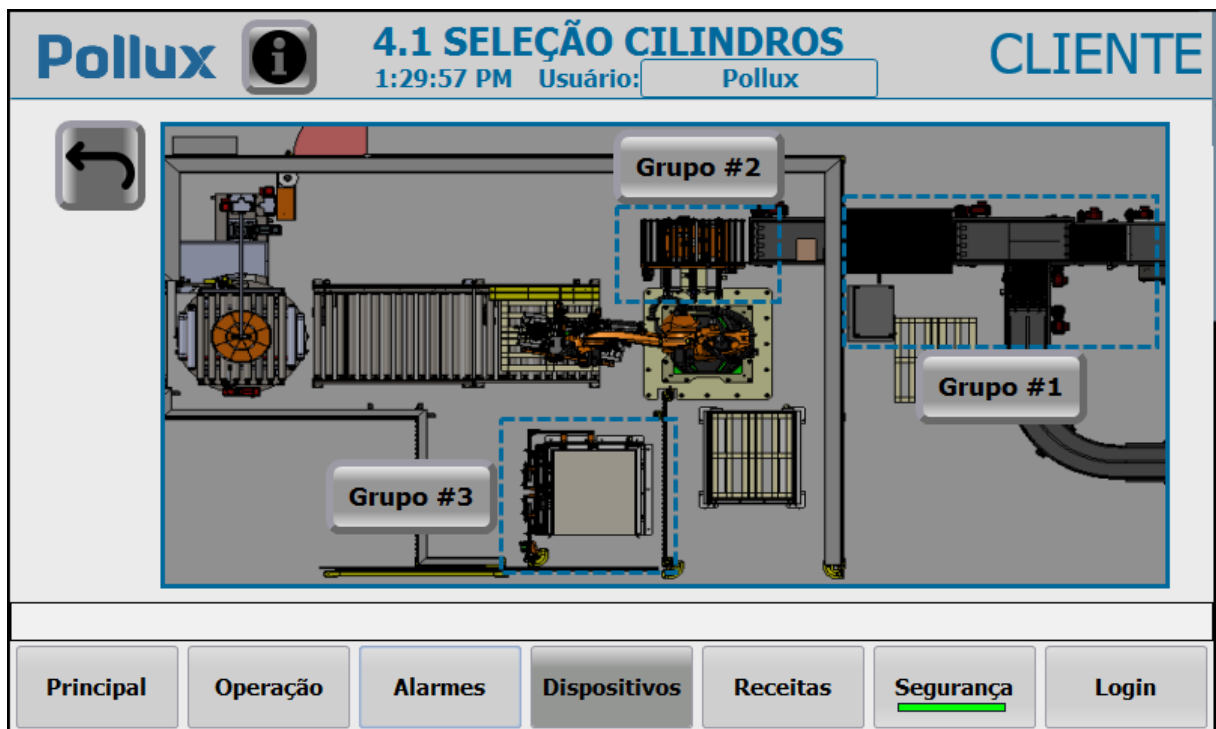 Pollux
4.1 SELEÇÃO CILINDROS
1:29:57 PM Usuário: Pollux
CLIENTE
Grupo #2
Grupo #1
Grupo #3
Principal
Operação
Alarmes
Dispositivos
Receitas
Segurança
Login